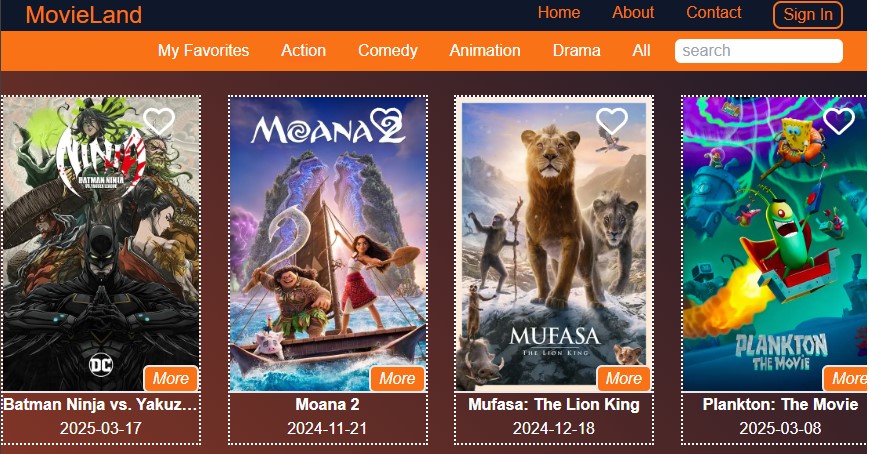 MovieLand Home About Contact Sign In
My Favorites Action Comedy Animation Drama All search
NINJA
BATMAN NINJA
VS. YAKUZA LEAGUE
DC
More
Batman Ninja vs. Yakuz...
2025-03-17
MOANA 2
More
Moana 2
2024-11-21
MUFASA
THE LION KING
More
Mufasa: The Lion King
2024-12-18
PLANKTON
THE MOVIE
More
Plankton: The Movie
2025-03-08